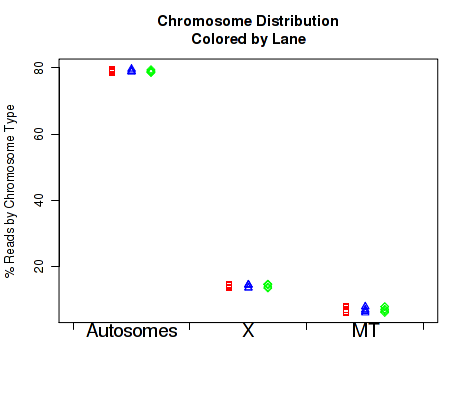 Chromosome Distribution
Colored by Lane
% Reads by Chromosome Type
80
60
40
20
Autosomes X MT